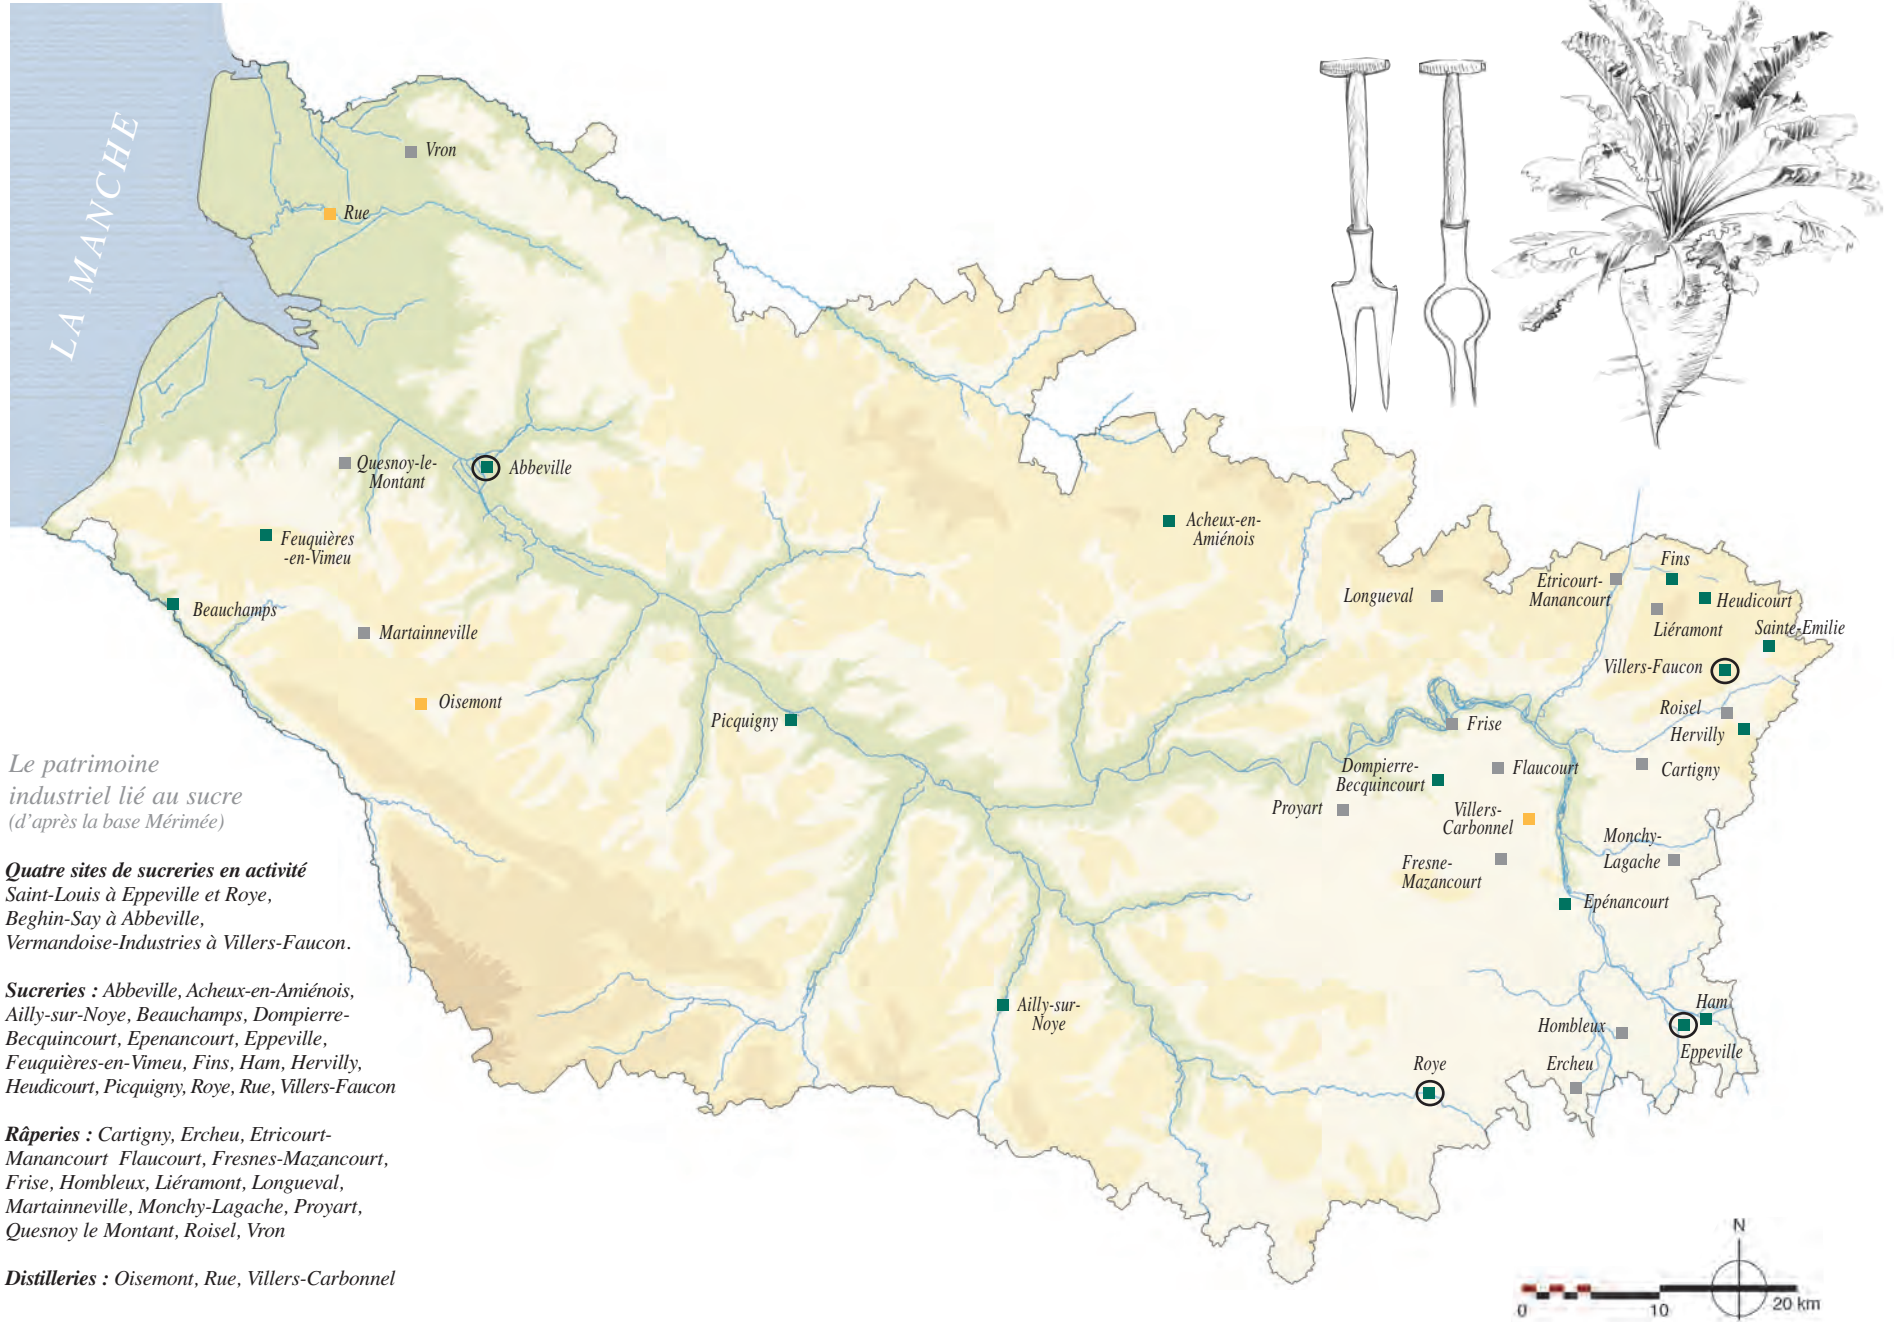 LA MANCHE
Vron
Rue
Quesnoy-le-
Montant
Abbeville
Feuquières
-en-Vimeu
Beauchamps
Martainneville
Oisemont
Picquigny
Acheux-en-
Amiénois
Longueval
Etricourt-
Manancourt
Fins
Heudicourt
Liéramont
Sainte-Emilie
Villers-Faucon
Roisel
Hervilly
Cartigny
Frise
Flaucourt
Dompierre-
Becquincourt
Proyart
Villers-
Carbonnel
Fresne-
Mazancourt
Monchy-
Lagache
Epénancourt
Ailly-sur-
Noye
Ham
Hombleux
Eppeville
Ercheu
Roye
Le patrimoine
industriel lié au sucre
(d'après la base Mérimée)
Quatre sites de sucreries en activité
Saint-Louis à Eppeville et Roye,
Beghin-Say à Abbeville,
Vermandoise-Industries à Villers-Faucon.
Sucreries : Abbeville, Acheux-en-Amiénois,
Ailly-sur-Noye, Beauchamps, Dompierre-
Becquincourt, Epenancourt, Eppeville,
Feuquières-en-Vimeu, Fins, Ham, Hervilly,
Heudicourt, Picquigny, Roye, Rue, Villers-Faucon
Râperies : Cartigny, Ercheu, Etricourt-
Manancourt Flaucourt, Fresnes-Mazancourt,
Frise, Hombleux, Liéramont, Longueval,
Martainneville, Monchy-Lagache, Proyart,
Quesnoy le Montant, Roisel, Vron
Distilleries : Oisemont, Rue, Villers-Carbonnel
N
0 10 20 km